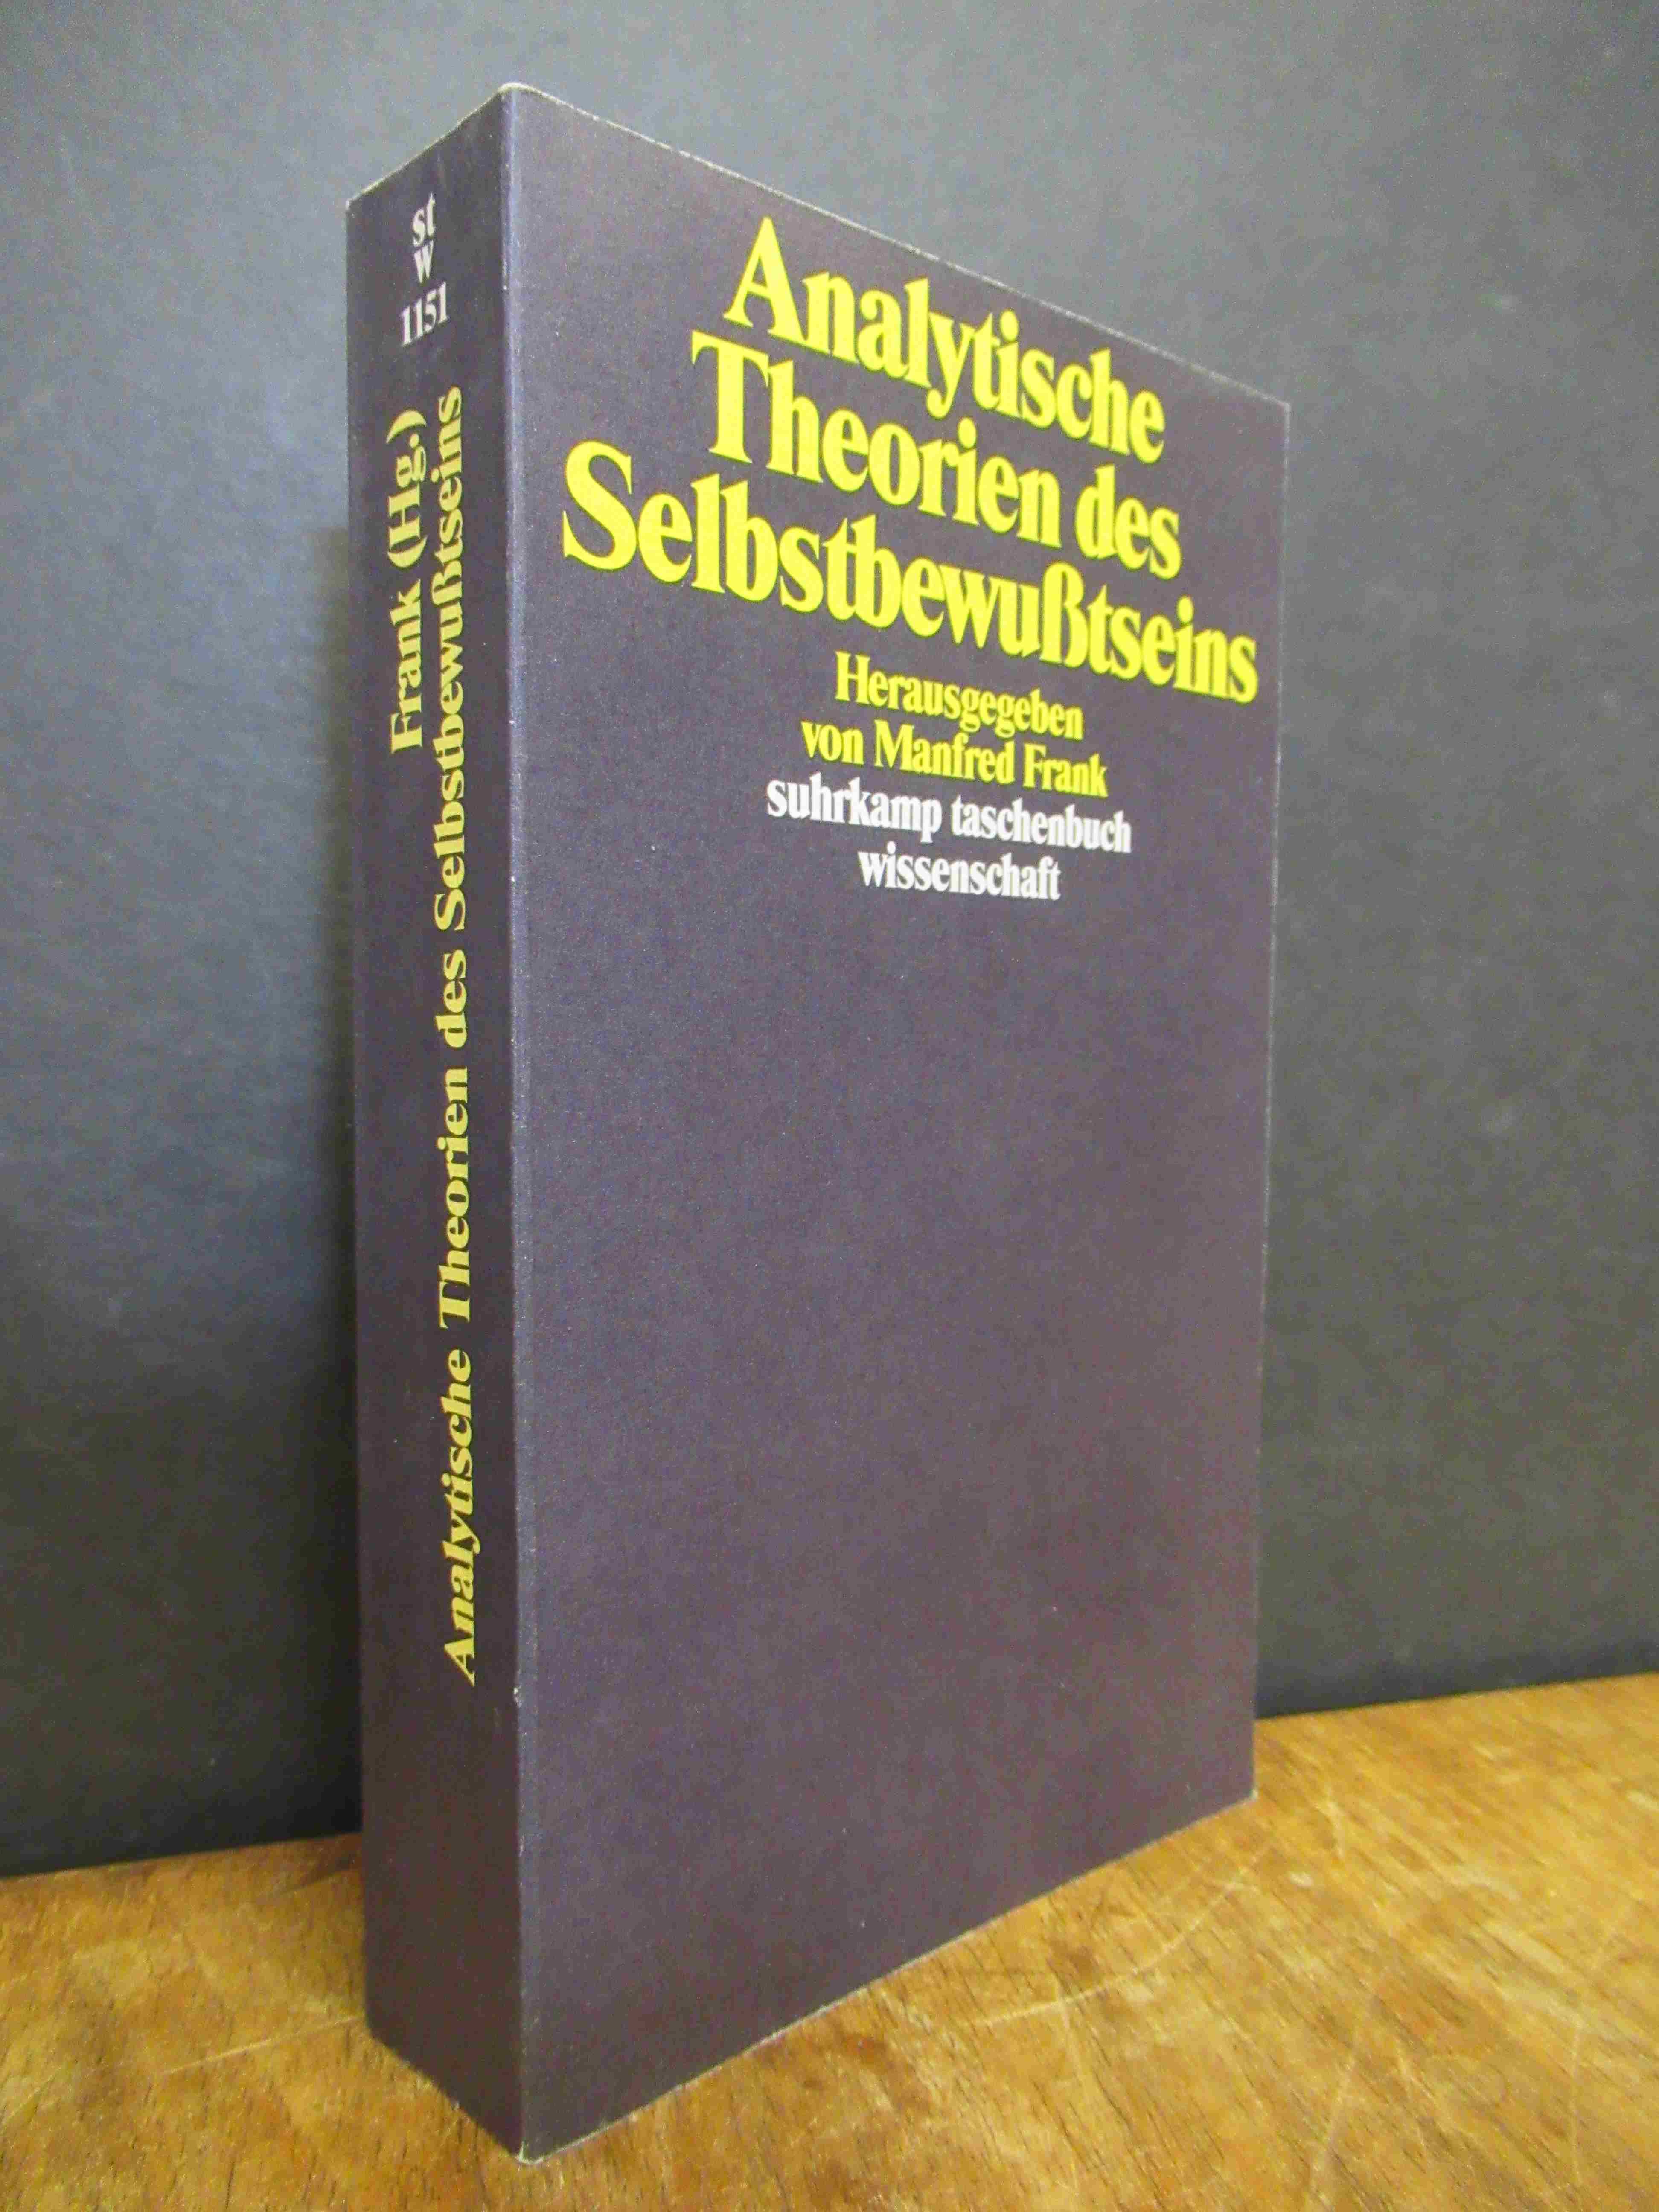 st
w
1151
Frank (Hg.)
Analytische Theorien des Selbstbewußtseins
Analytische
Theorien des
Selbstbewußtseins
Herausgegeben
von Manfred Frank
suhrkamp taschenbuch
wissenschaft